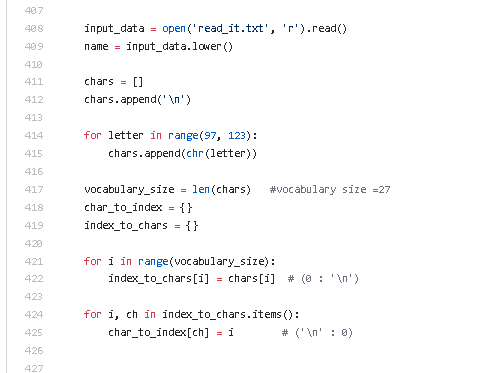 407
408 input_data = open('read_it.txt', 'r').read()
409 name = input_data.lower()
410
411 chars = []
412 chars.append('\n')
413
414 for letter in range(97, 123):
415 chars.append(chr(letter))
416
417 vocabulary_size = len(chars) #vocabulary size =27
418 char_to_index = {}
419 index_to_chars = {}
420
421 for i in range(vocabulary_size):
422 index_to_chars[i] = chars[i] # (0 : '\n')
423
424 for i, ch in index_to_chars.items():
425 char_to_index[ch] = i # ('\n' : 0)
426
427